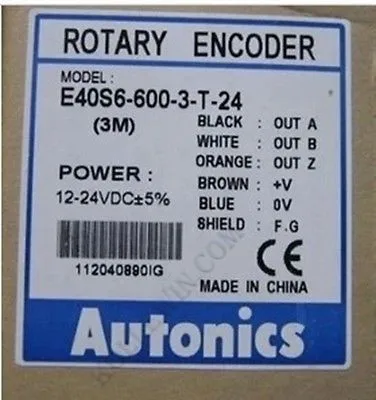 ROTARY ENCODER
MODEL :
E40S6-600-3-T-24
(3M)
BLACK : OUT A
WHITE : OUT B
ORANGE : OUT Z
BROWN : +V
BLUE : 0V
SHIELD : F.G
POWER :
12-24VDC±5%
112040890IG
CE
MADE IN CHINA
Autonics